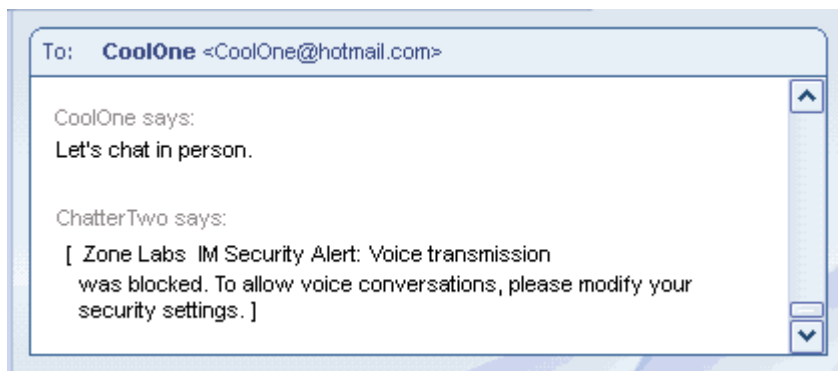 To: CoolOne <CoolOne@hotmail.com>
CoolOne says:
Let's chat in person.
ChatterTwo says:
[ Zone Labs IM Security Alert: Voice transmission
was blocked. To allow voice conversations, please modify your
security settings. ]